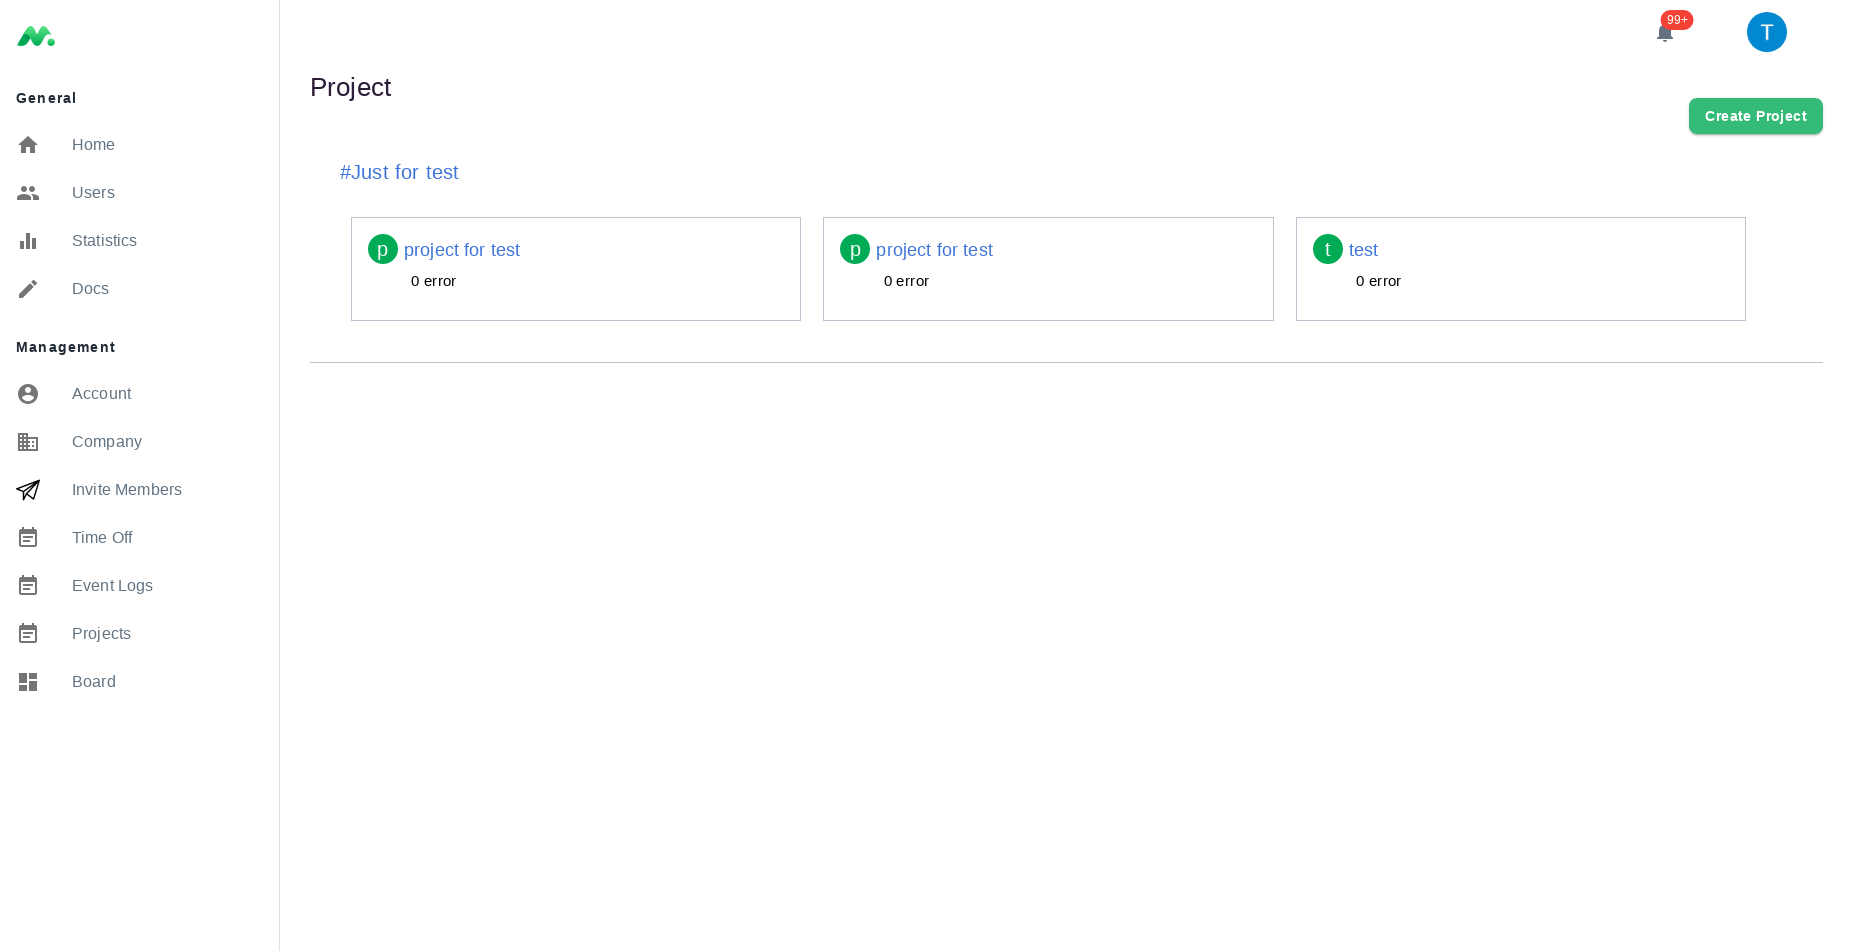 99+
T
General
Home
Users
Statistics
Docs
Management
Account
Company
Invite Members
Time Off
Event Logs
Projects
Board
Project
Create Project
#Just for test
p project for test
0 error
p project for test
0 error
t test
0 error